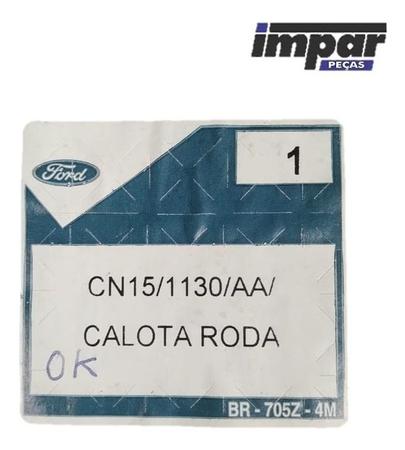 impar
PEÇAS
Ford
1
CN15/1130/AA/
CALOTA RODA
OK
BR - 705Z - 4M